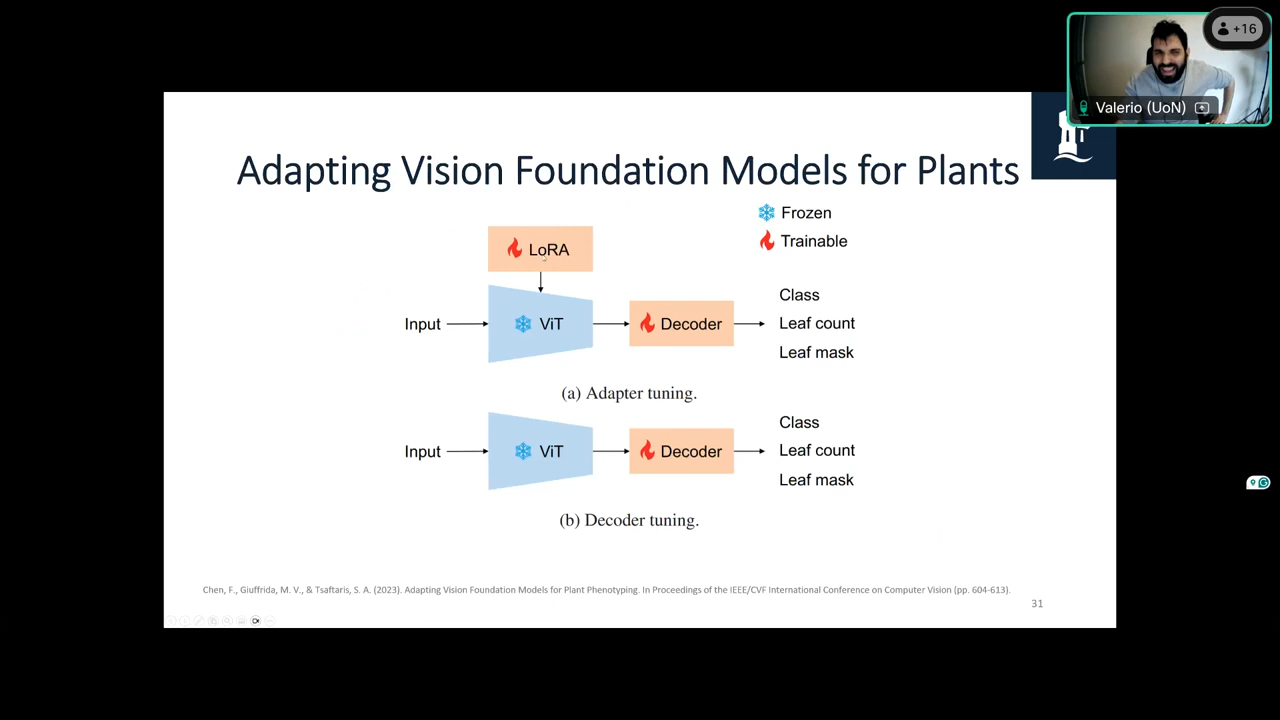 +16
Valerio (UoN)
Adapting Vision Foundation Models for Plants
Frozen
Trainable
LoRA
Input
ViT
Decoder
Class
Leaf count
Leaf mask
(a) Adapter tuning.
Input
ViT
Decoder
Class
Leaf count
Leaf mask
(b) Decoder tuning.
Chen, F., Giuffrida, M. V., & Tsaftaris, S. A. (2023). Adapting Vision Foundation Models for Plant Phenotyping. In Proceedings of the IEEE/CVF International Conference on Computer Vision (pp. 604-613).
31